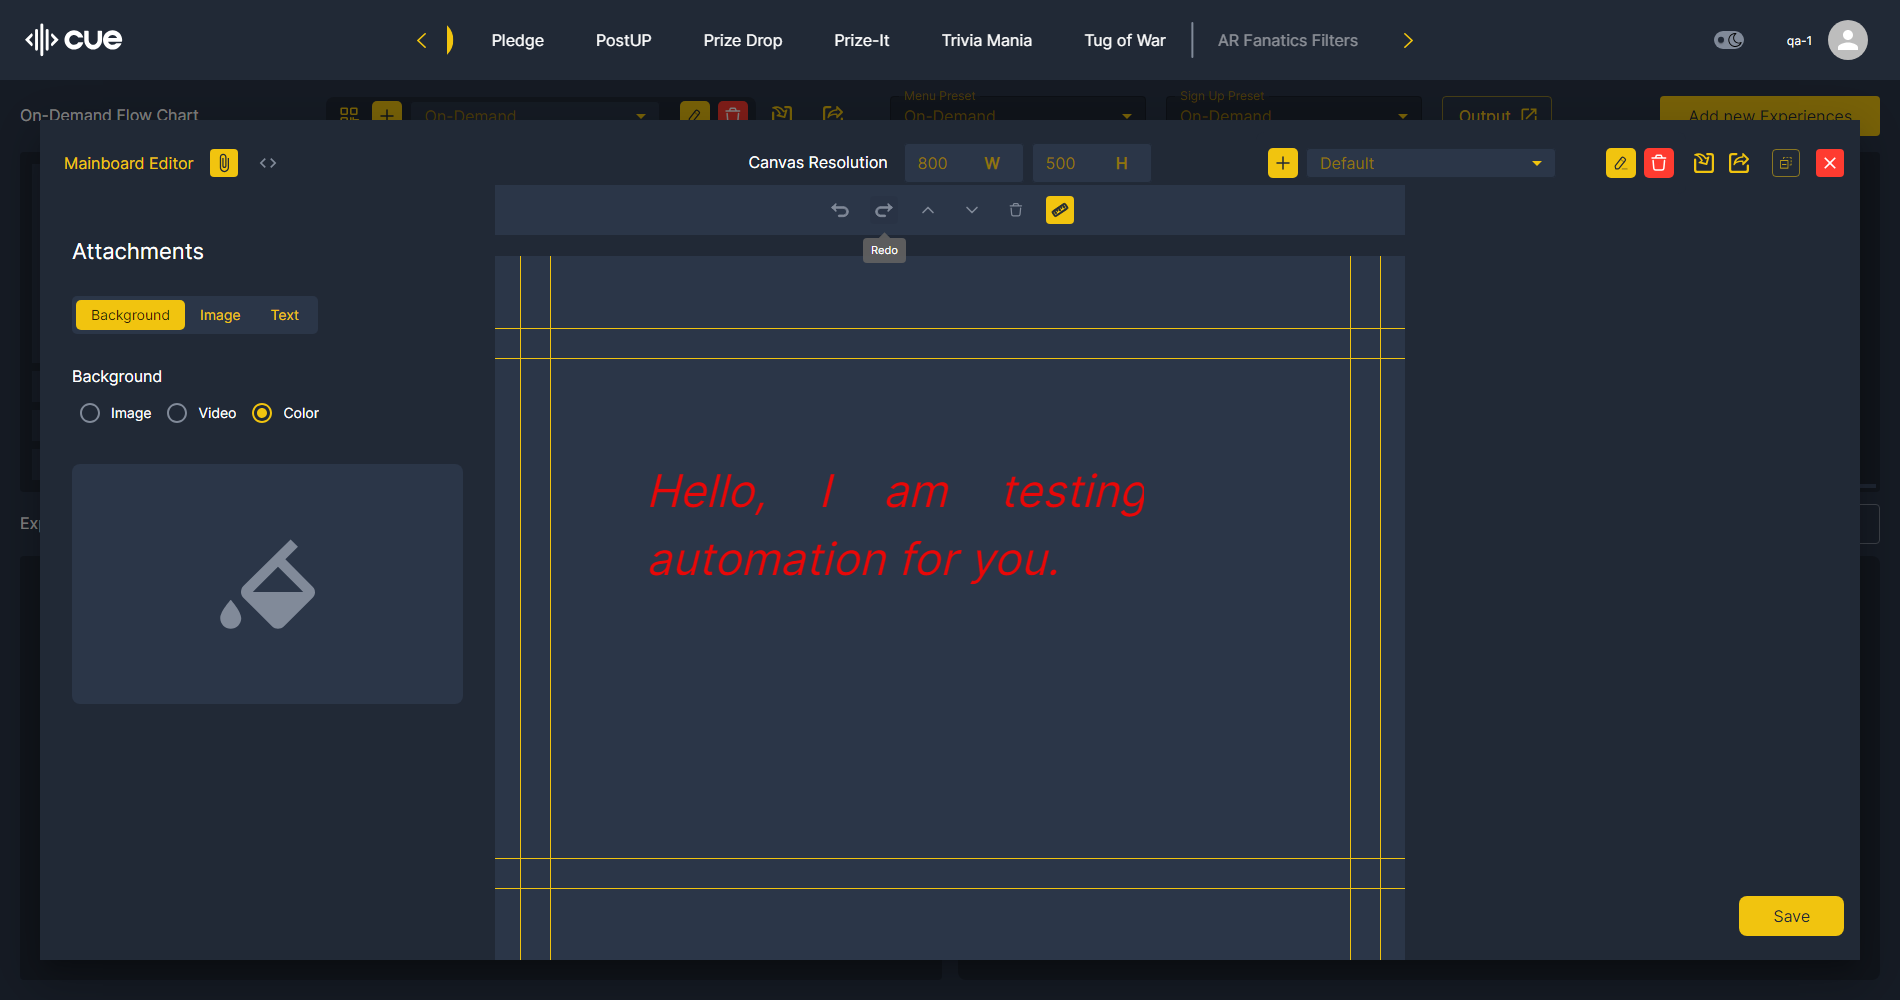 cue
Pledge
PostUP
Prize Drop
Prize-It
Trivia Mania
Tug of War
AR Fanatics Filters
qa-1
On-Demand Flow Chart
On-Demand
Menu Preset
On-Demand
Sign Up Preset
On-Demand
Output
Add new Experiences
Mainboard Editor
Canvas Resolution
800 W
500 H
Default
Redo
Attachments
Background
Image
Text
Background
Image
Video
Color
Exp
Hello, I am testing
automation for you.
Save